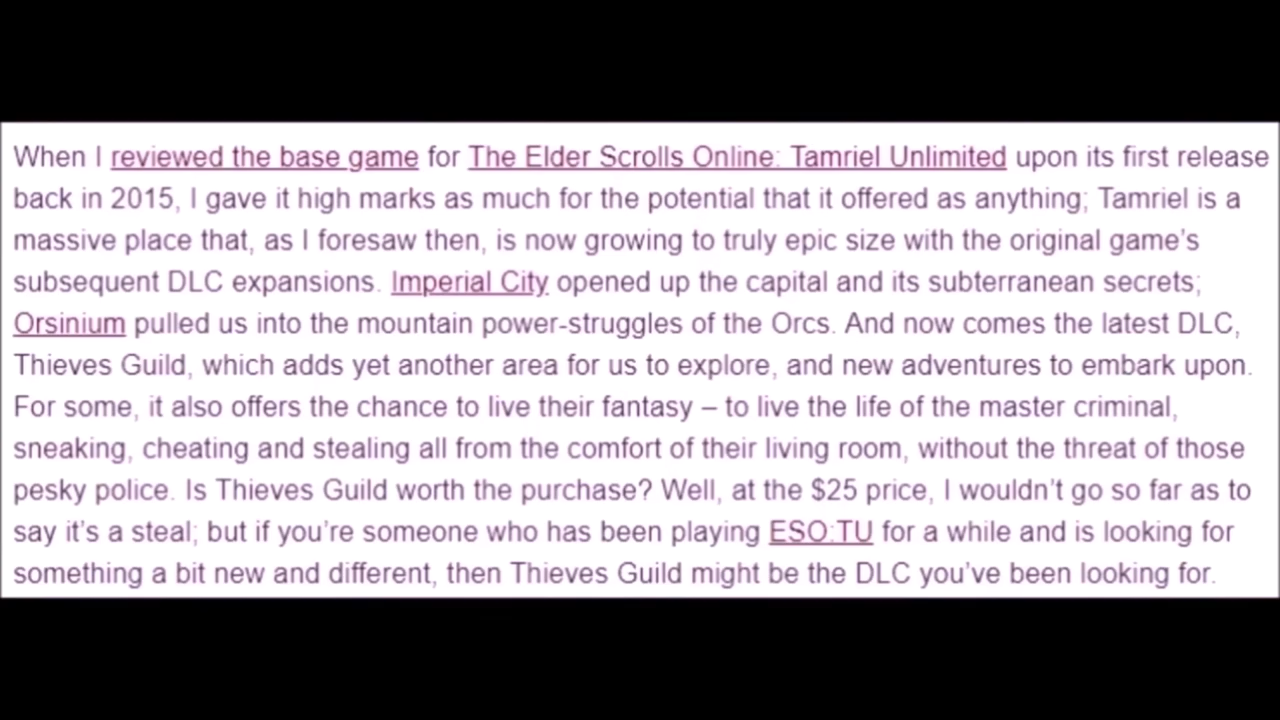 When I reviewed the base game for The Elder Scrolls Online: Tamriel Unlimited upon its first release
back in 2015, I gave it high marks as much for the potential that it offered as anything; Tamriel is a
massive place that, as I foresaw then, is now growing to truly epic size with the original game's
subsequent DLC expansions. Imperial City opened up the capital and its subterranean secrets;
Orsinium pulled us into the mountain power-struggles of the Orcs. And now comes the latest DLC,
Thieves Guild, which adds yet another area for us to explore, and new adventures to embark upon.
For some, it also offers the chance to live their fantasy – to live the life of the master criminal,
sneaking, cheating and stealing all from the comfort of their living room, without the threat of those
pesky police. Is Thieves Guild worth the purchase? Well, at the $25 price, I wouldn't go so far as to
say it's a steal; but if you're someone who has been playing ESO:TU for a while and is looking for
something a bit new and different, then Thieves Guild might be the DLC you've been looking for.